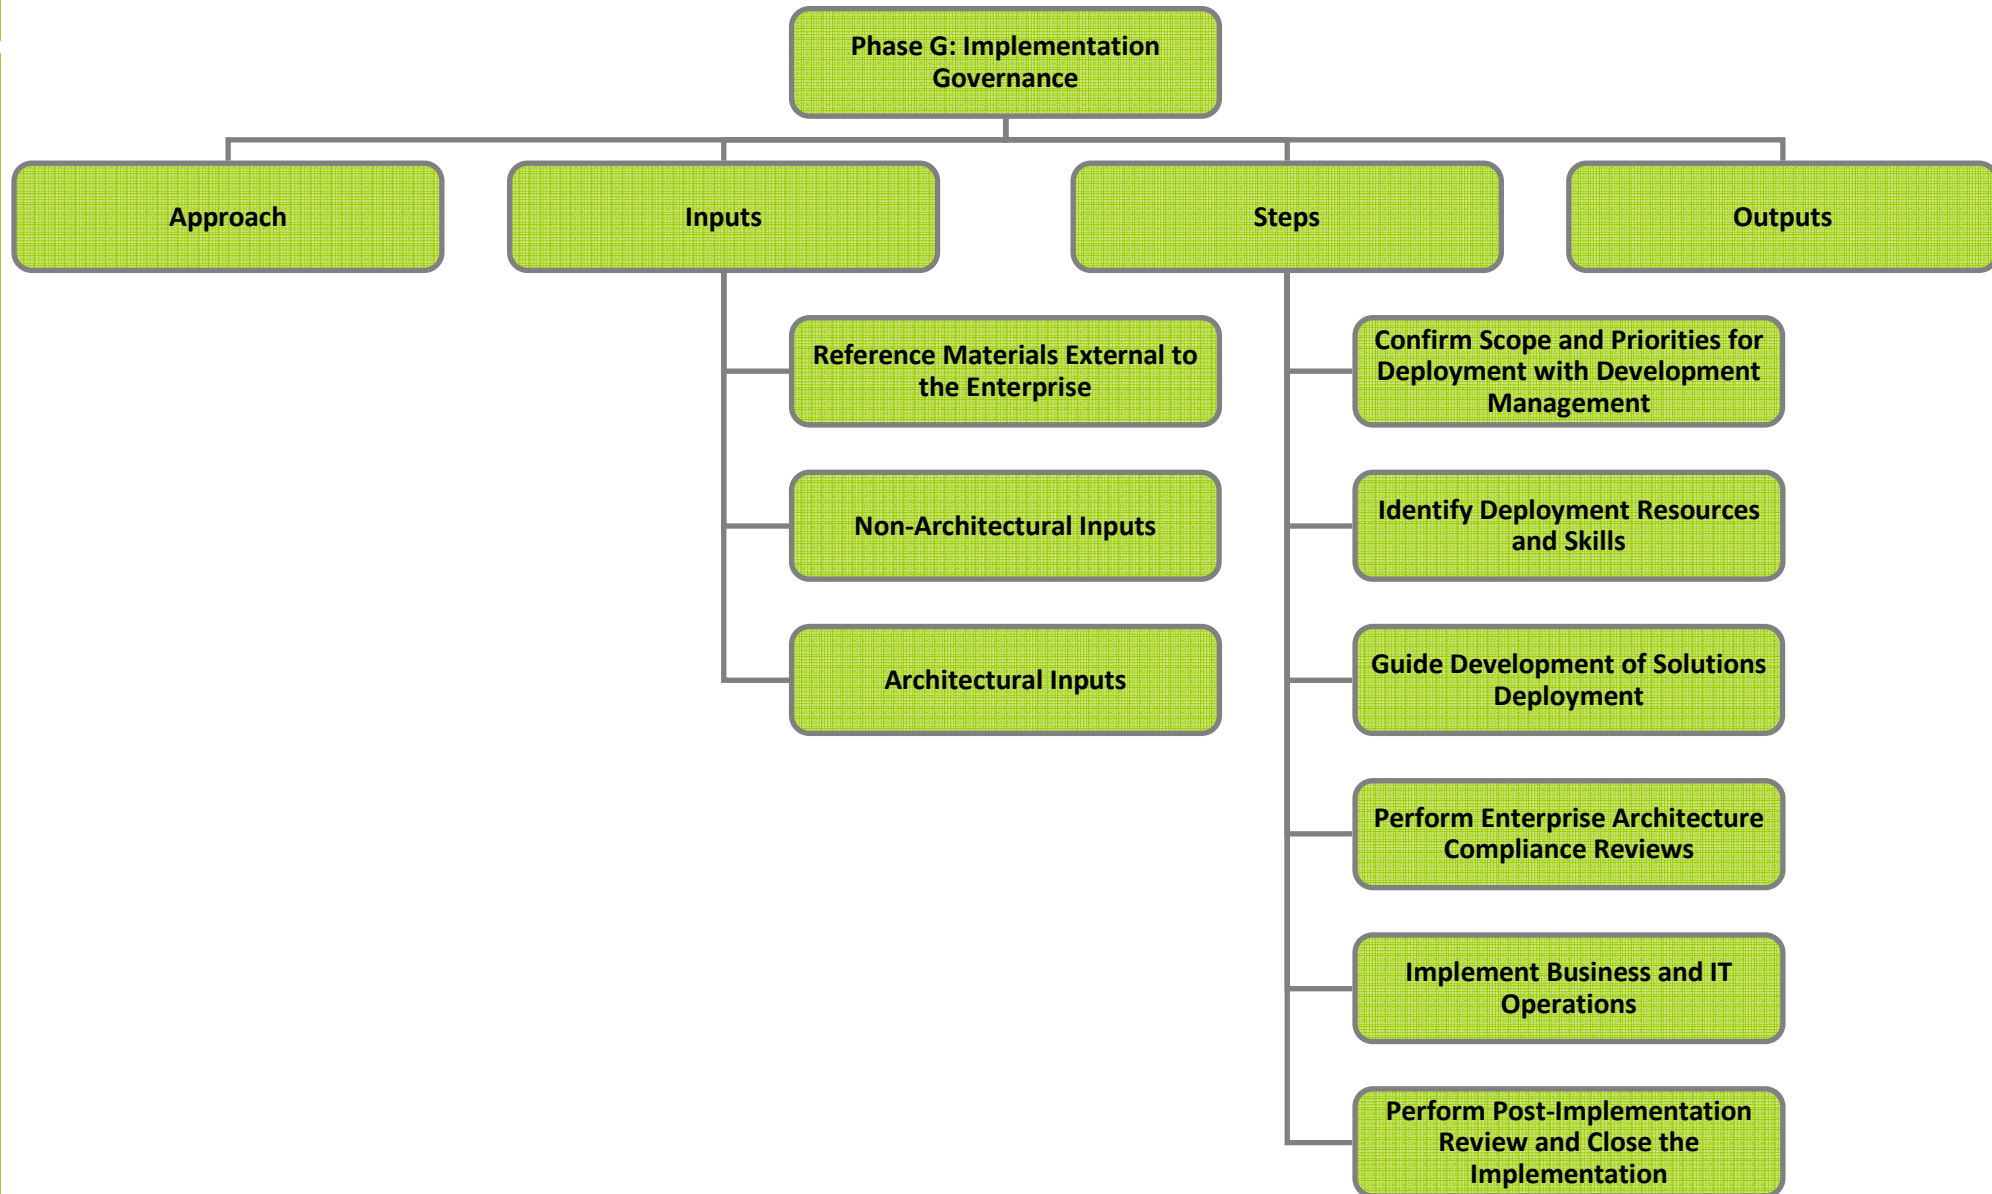 Phase G: Implementation
Governance
Approach
Inputs
Steps
Outputs
Reference Materials External to
the Enterprise
Non-Architectural Inputs
Architectural Inputs
Confirm Scope and Priorities for
Deployment with Development
Management
Identify Deployment Resources
and Skills
Guide Development of Solutions
Deployment
Perform Enterprise Architecture
Compliance Reviews
Implement Business and IT
Operations
Perform Post-Implementation
Review and Close the
Implementation